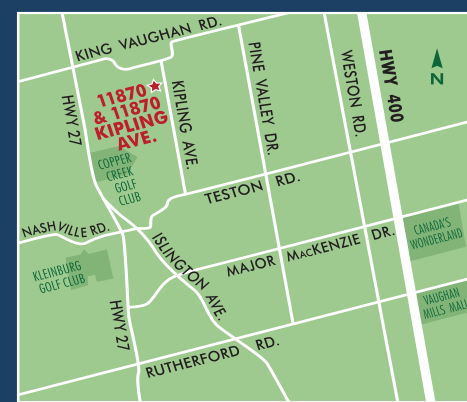 KING VAUGHAN RD.
HWY 27
11870
& 11870
KIPLING
AVE.
KIPLING AVE.
PINE VALLEY DR.
WESTON RD.
HWY 400
N
COPPER
CREEK
GOLF
CLUB
TESTON RD.
NASHVILLE RD.
ISLINGTON AVE.
KLEINBURG
GOLF CLUB
MAJOR MACKENZIE DR.
CANADA'S
WONDERLAND
VAUGHAN
MILLS MALL
HWY 27
RUTHERFORD RD.